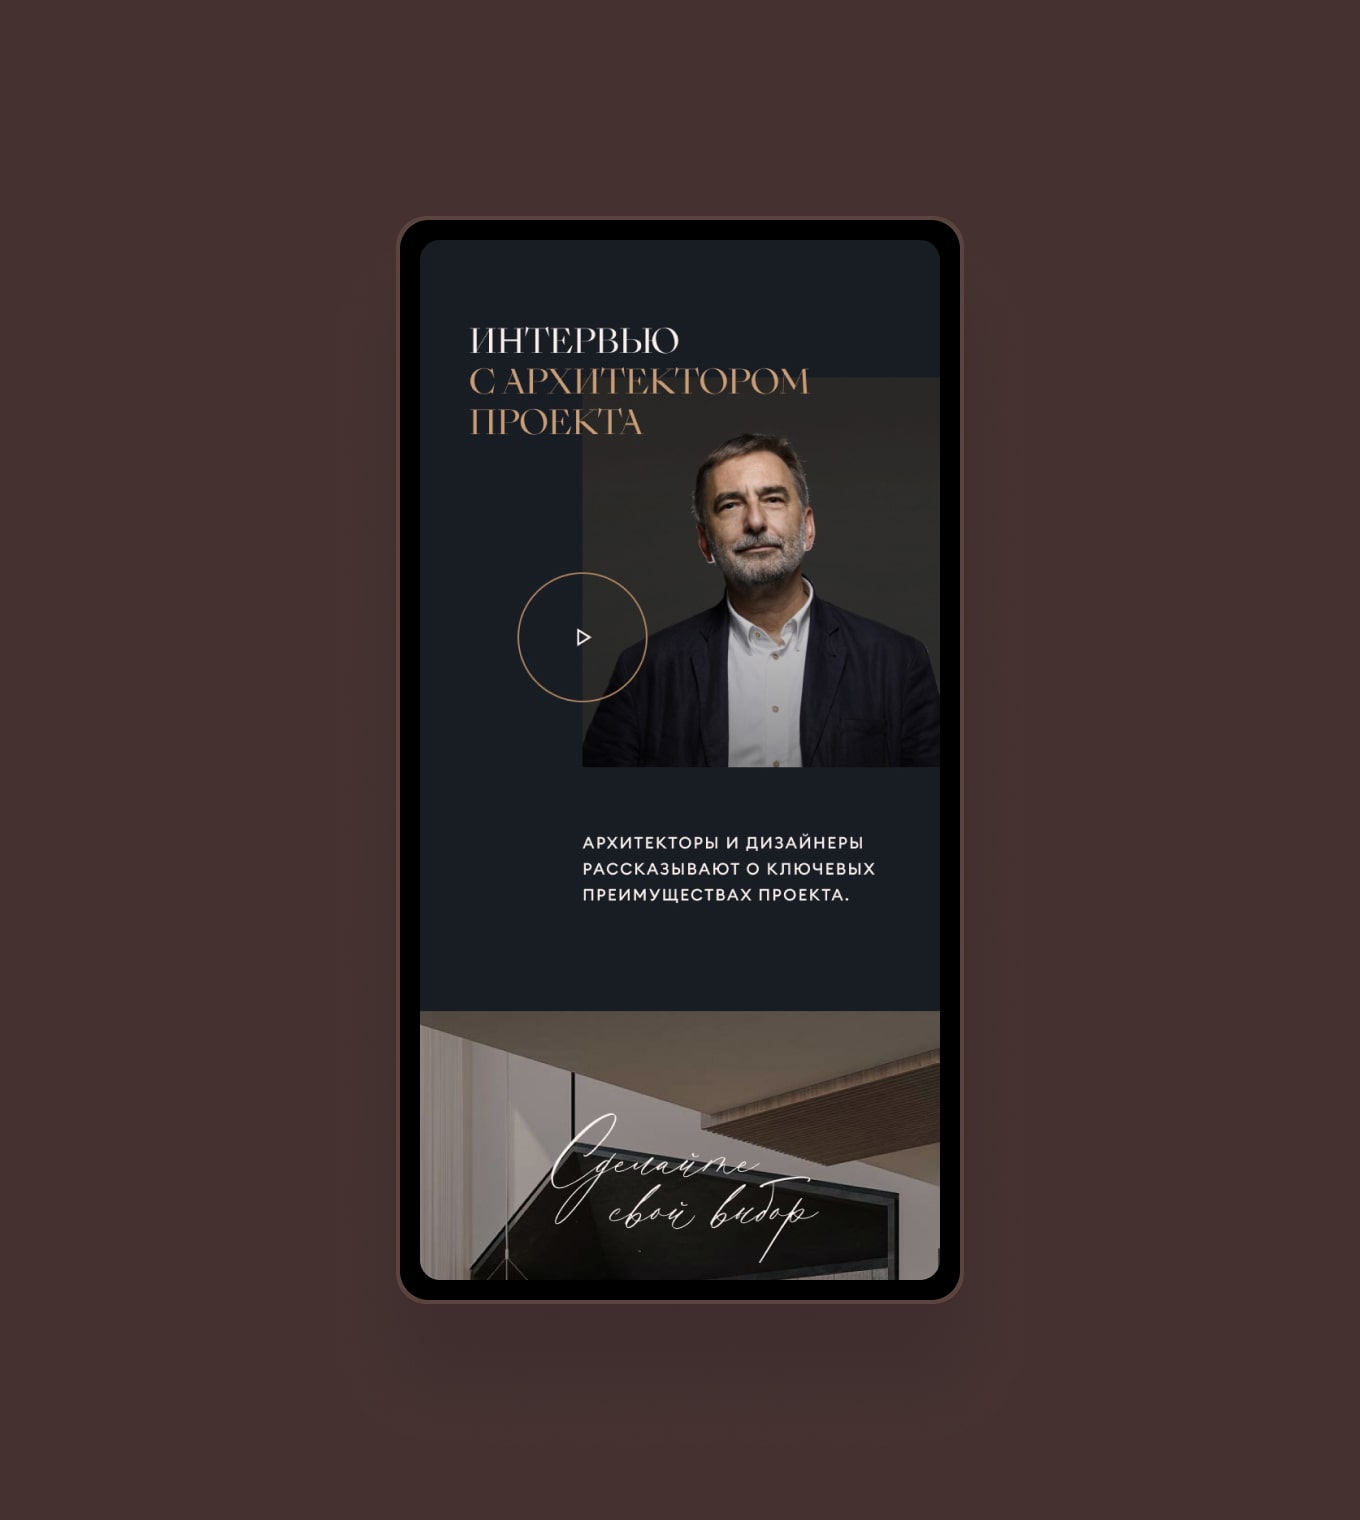 ИНТЕРВЬЮ
С АРХИТЕКТОРОМ
ПРОЕКТА
АРХИТЕКТОРЫ И ДИЗАЙНЕРЫ
РАССКАЗЫВАЮТ О КЛЮЧЕВЫХ
ПРЕИМУЩЕСТВАХ ПРОЕКТА.
Сделайте
свой выбор